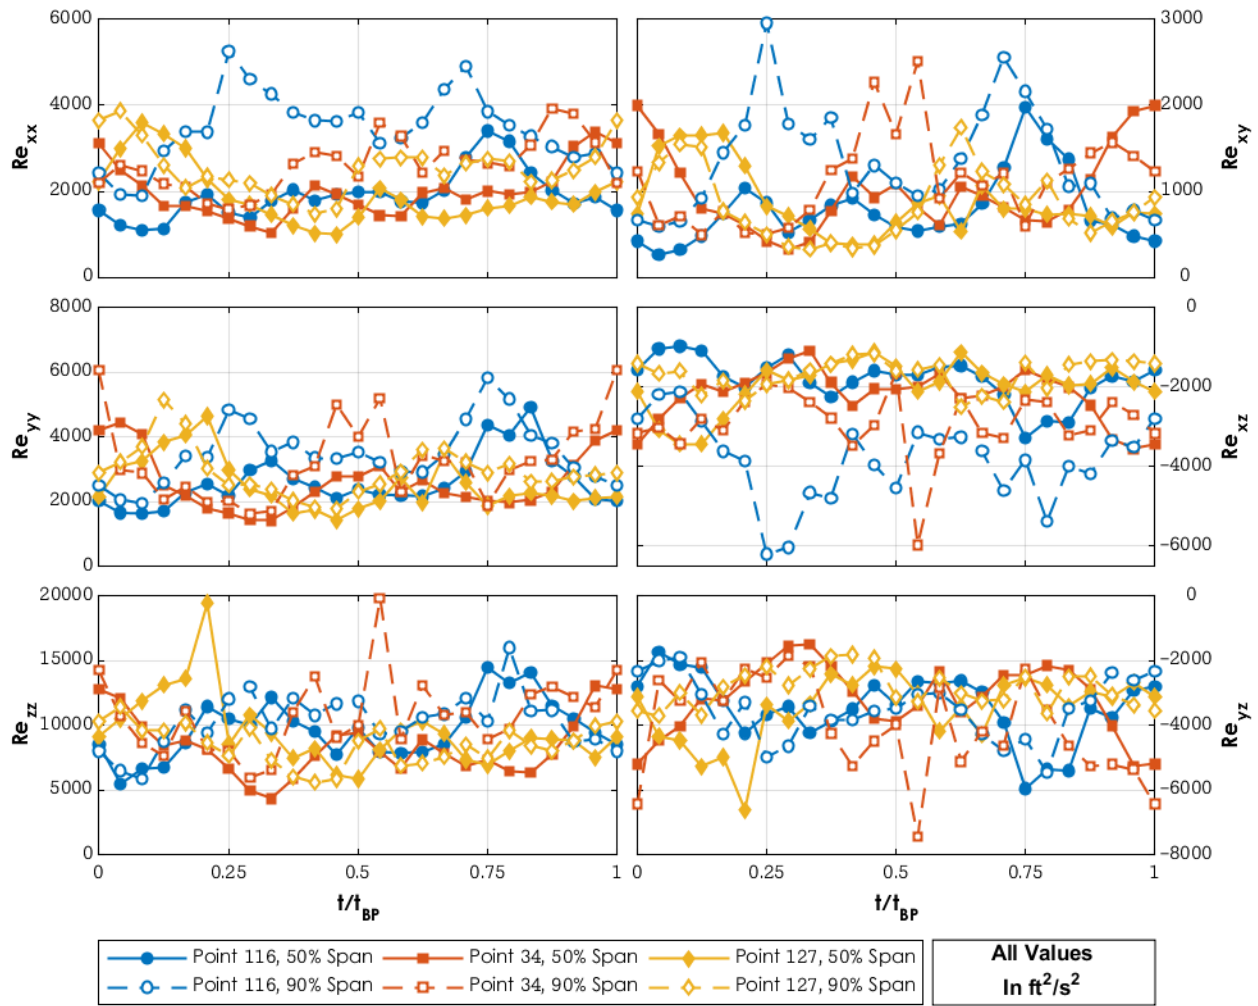 6000
4000
2000
0
Re_xx
3000
2000
1000
0
Re_xy
8000
6000
4000
2000
0
Re_yy
0
−2000
−4000
−6000
Re_xz
20000
15000
10000
5000
0
Re_zz
0
−2000
−4000
−6000
−8000
Re_yz
0 0.25 0.5 0.75 1
0 0.25 0.5 0.75 1
t/t_BP
t/t_BP
Point 116, 50% Span Point 34, 50% Span Point 127, 50% Span
Point 116, 90% Span Point 34, 90% Span Point 127, 90% Span
All Values
In ft²/s²